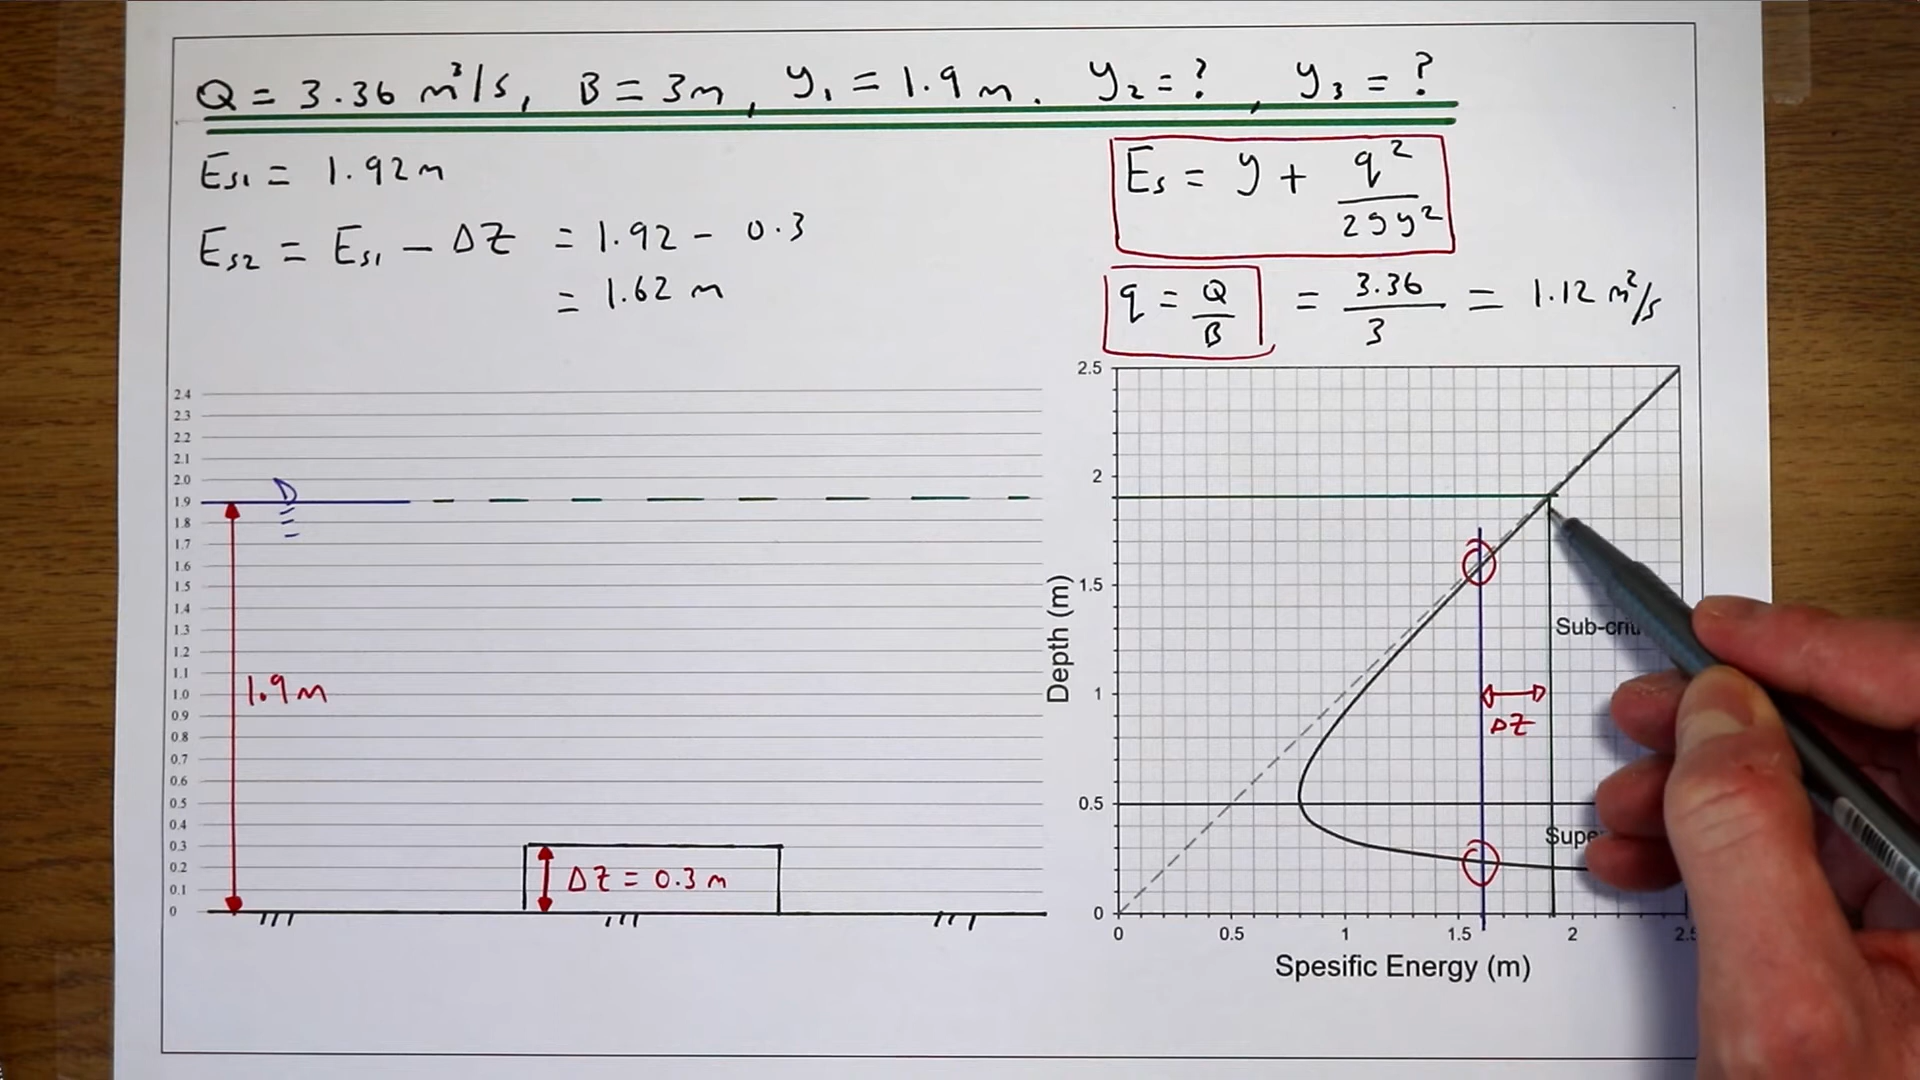 Q = 3.36 m³/s, B = 3m, y₁ = 1.9m. y₂ = ?, y₃ = ?
Es₁ = 1.92m
Es₂ = Es₁ − ΔZ = 1.92 − 0.3
= 1.62 m
Es = y + q² / 2gy²
q = Q / B = 3.36 / 3 = 1.12 m²/s
2.4
2.3
2.2
2.1
2.0
1.9
1.8
1.7
1.6
1.5
1.4
1.3
1.2
1.1
1.0
0.9
0.8
0.7
0.6
0.5
0.4
0.3
0.2
0.1
0
1.9m
ΔZ = 0.3 m
2.5
2
1.5
1
0.5
0
Depth (m)
ΔZ
0 0.5 1 1.5 2
Spesific Energy (m)